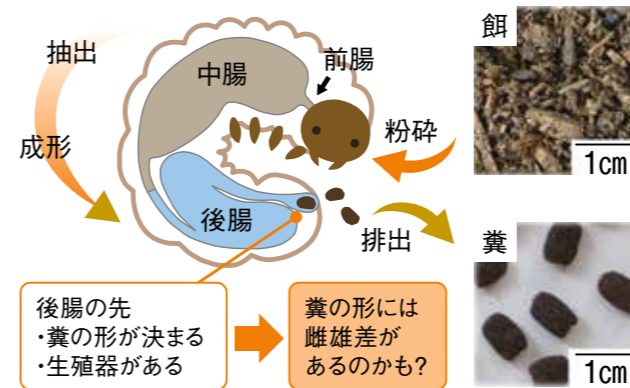 抽出
成形
中腸
前腸
後腸
粉砕
排出
餌
1cm
糞
1cm
後腸の先
・糞の形が決まる
・生殖器がある
糞の形には
雌雄差が
あるのかも?